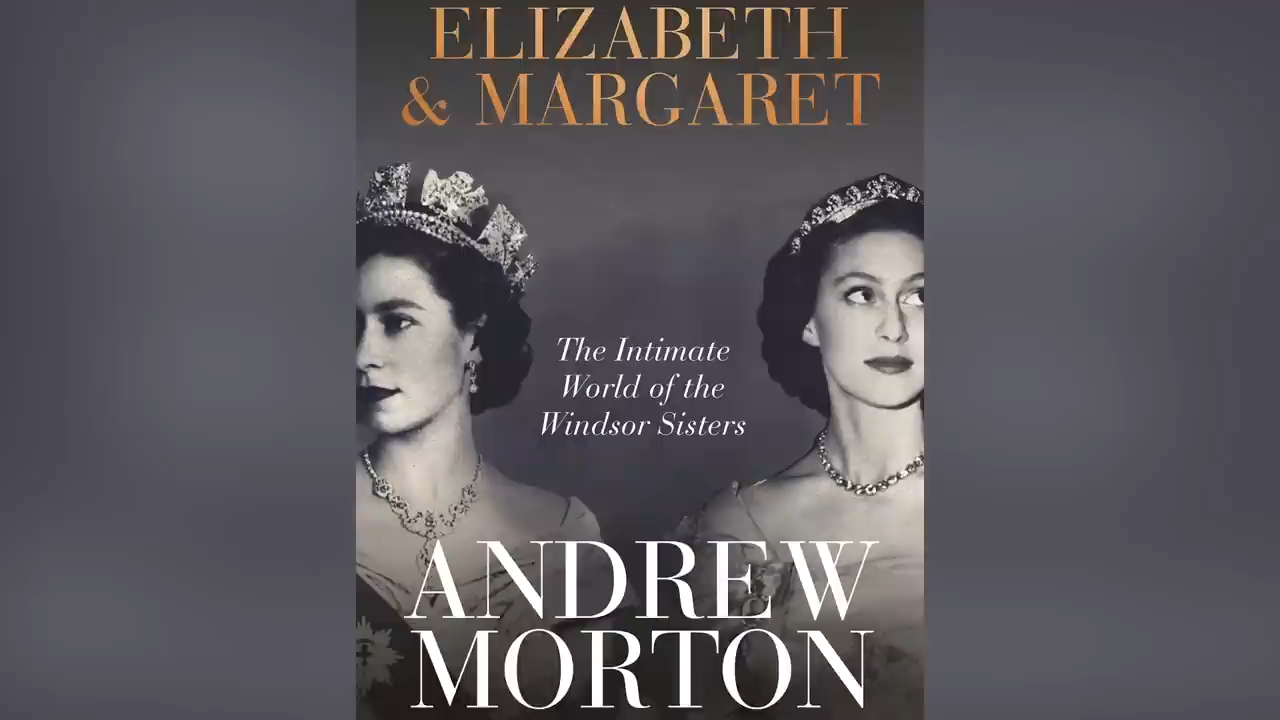 ELIZABETH
& MARGARET
The Intimate
World of the
Windsor Sisters
ANDREW
MORTON